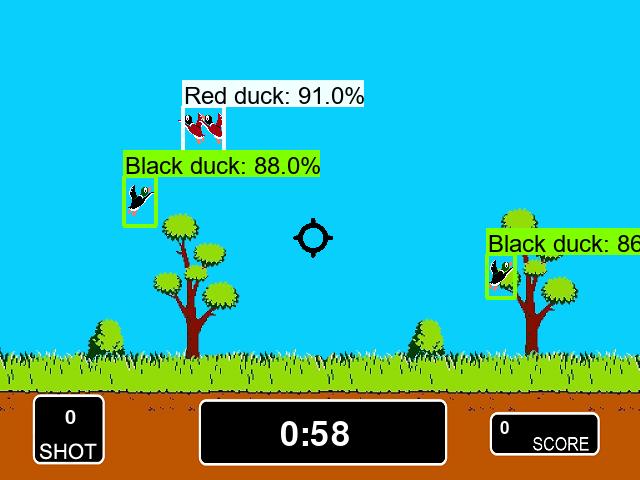 Red duck: 91.0%
Black duck: 88.0%
Black duck: 86
0
SHOT
0:58
0
SCORE